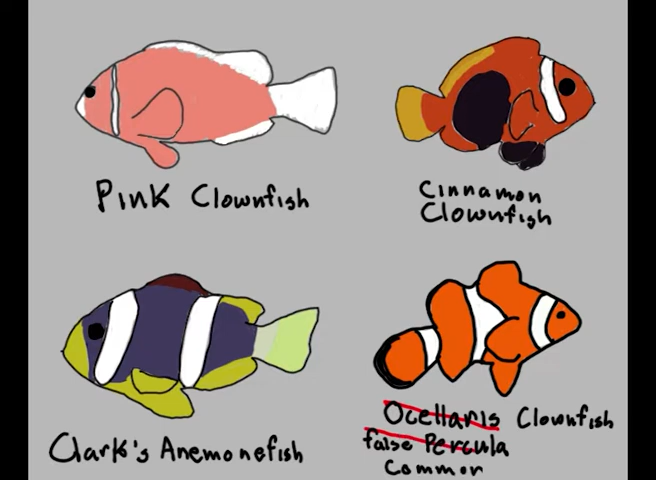 Pink Clownfish
Cinnamon
Clownfish
Clark's Anemonefish
Ocellaris Clownfish
false Percula
Common